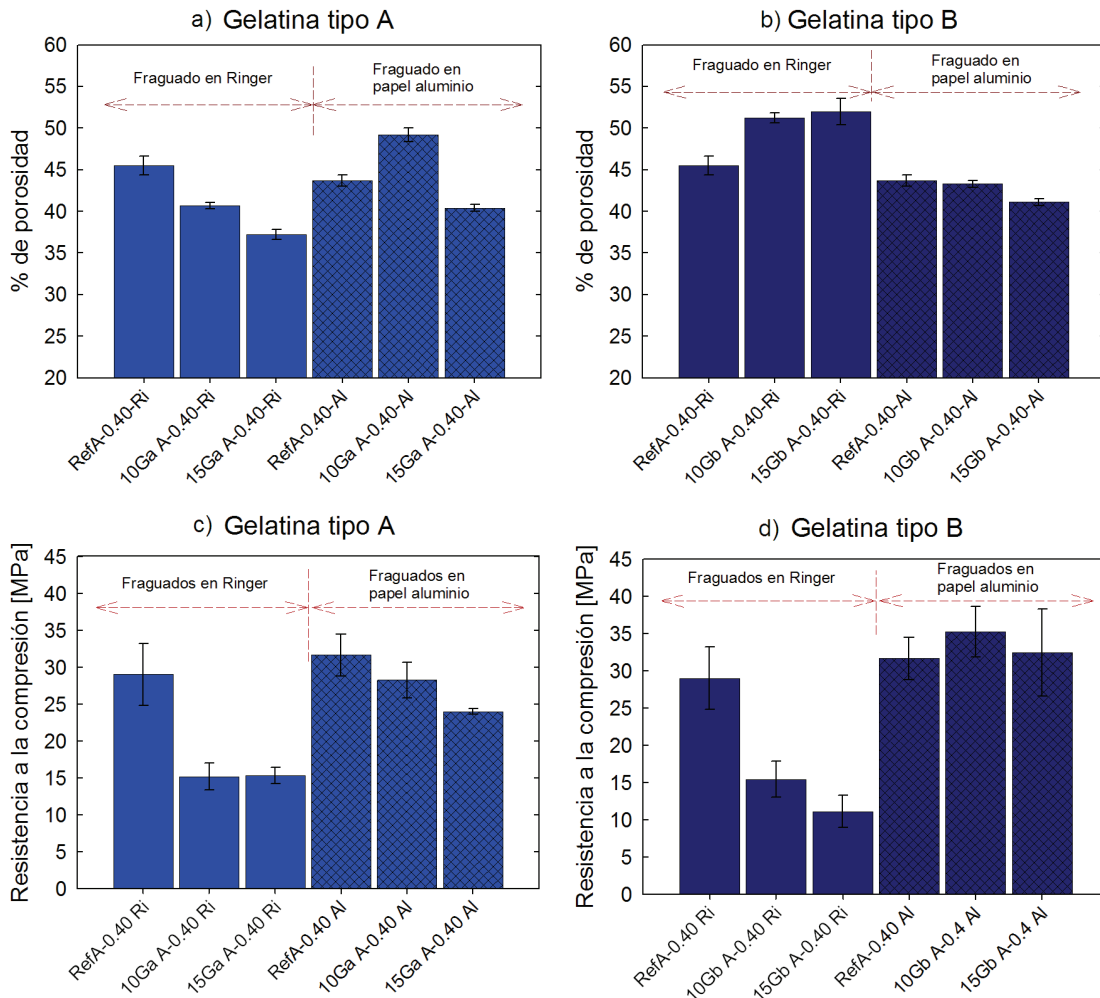 a) Gelatina tipo A
% de porosidad
60
55
50
45
40
35
30
25
20
Fraguado en Ringer
Fraguado en
papel aluminio
RefA-0.40-Ri
10Ga A-0.40-Ri
15Ga A-0.40-Ri
RefA-0.40-Al
10Ga A-0.40-Al
15Ga A-0.40-Al
b) Gelatina tipo B
% de porosidad
60
55
50
45
40
35
30
25
20
Fraguado en Ringer
Fraguado en
papel aluminio
RefA-0.40-Ri
10Gb A-0.40-Ri
15Gb A-0.40-Ri
RefA-0.40-Al
10Gb A-0.40-Al
15Gb A-0.40-Al
c) Gelatina tipo A
Resistencia a la compresión [MPa]
45
40
35
30
25
20
15
10
5
0
Fraguados en Ringer
Fraguados en
papel aluminio
RefA-0.40 Ri
10Ga A-0.40 Ri
15Ga A-0.40 Ri
RefA-0.40 Al
10Ga A-0.40 Al
15Ga A-0.40 Al
d) Gelatina tipo B
Resistencia a la compresión [MPa]
45
40
35
30
25
20
15
10
5
0
Fraguados en Ringer
Fraguados en
papel aluminio
RefA-0.40 Ri
10Gb A-0.40 Ri
15Gb A-0.40 Ri
RefA-0.40 Al
10Gb A-0.4 Al
15Gb A-0.4 Al